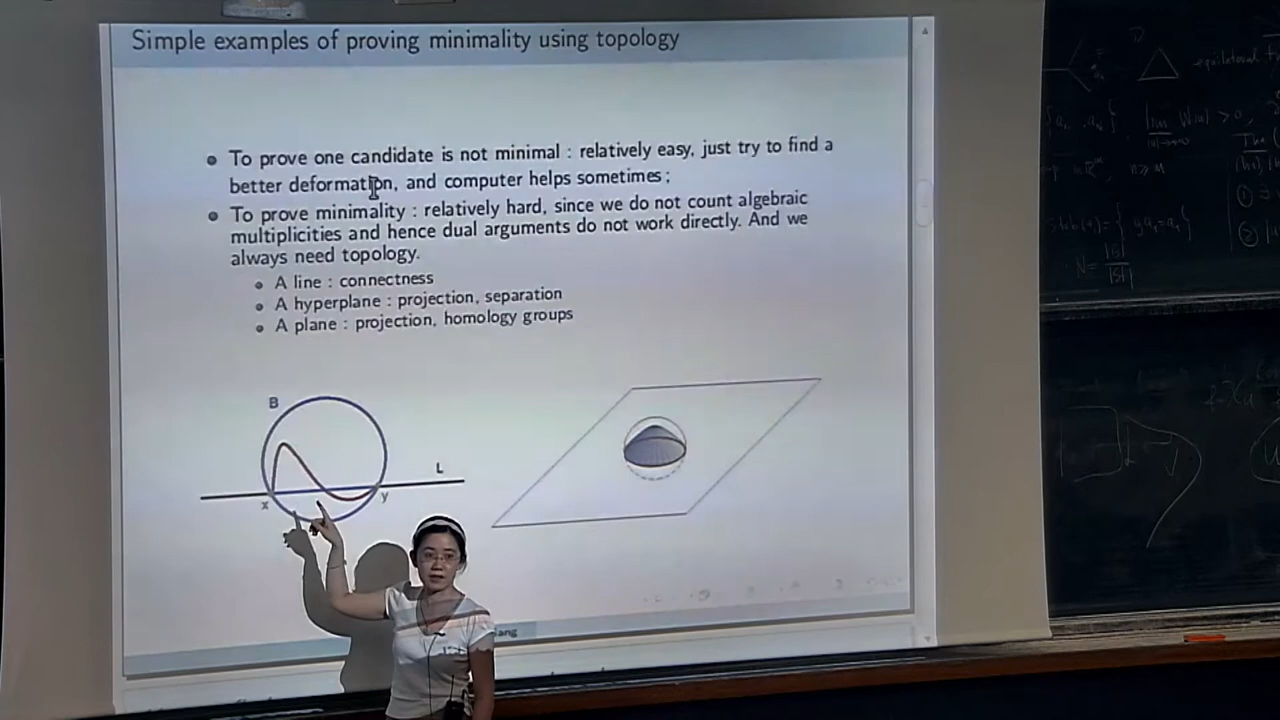 Simple examples of proving minimality using topology
To prove one candidate is not minimal : relatively easy, just try to find a
better deformation, and computer helps sometimes;
To prove minimality : relatively hard, since we do not count algebraic
multiplicities and hence dual arguments do not work directly. And we
always need topology.
A line : connectness
A hyperplane : projection, separation
A plane : projection, homology groups
B
L
x
y
iang
equilateral
N= |G|
|S|